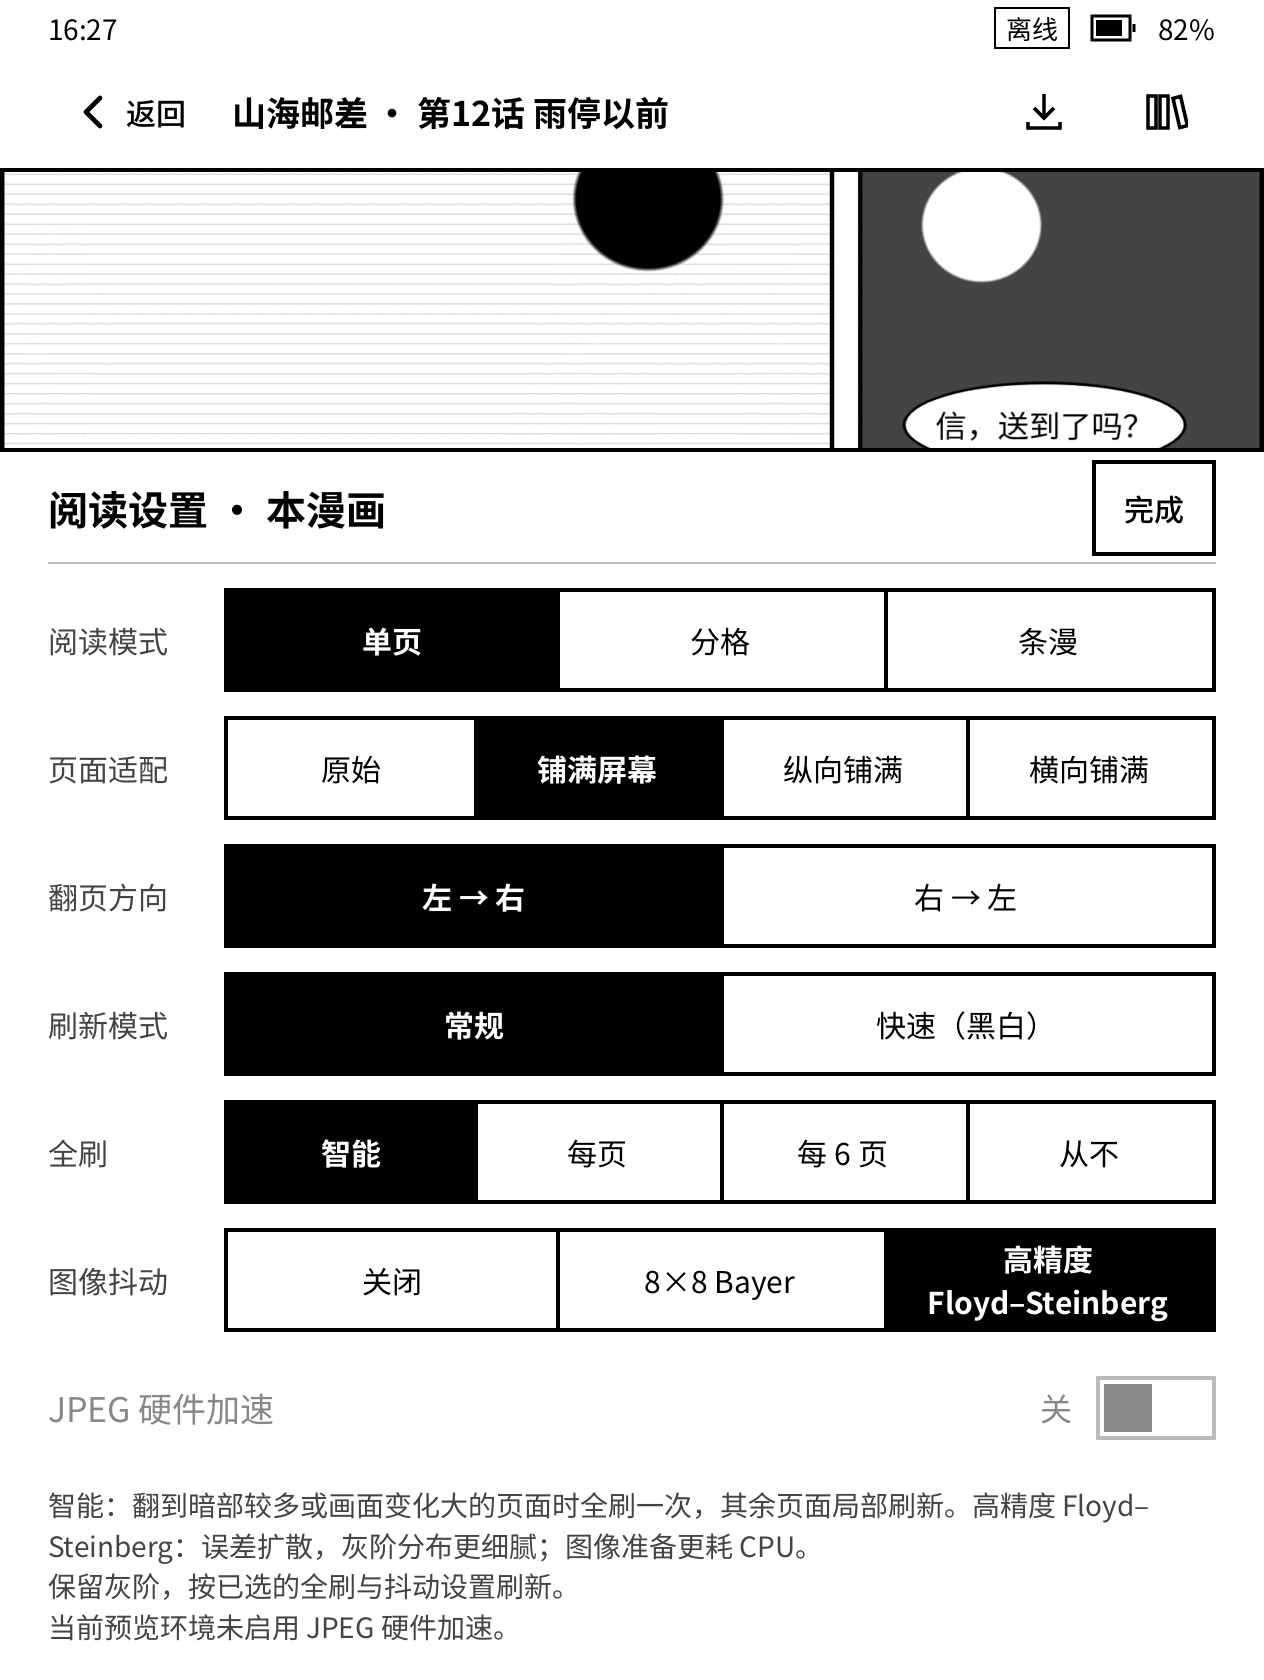 16:27
离线 82%
返回 山海邮差 · 第12话 雨停以前
信，送到了吗？
阅读设置 · 本漫画 完成
阅读模式 单页 分格 条漫
页面适配 原始 铺满屏幕 纵向铺满 横向铺满
翻页方向 左→右 右→左
刷新模式 常规 快速（黑白）
全刷 智能 每页 每 6 页 从不
图像抖动 关闭 8×8 Bayer 高精度
Floyd–Steinberg
JPEG 硬件加速 关
智能：翻到暗部较多或画面变化大的页面时全刷一次，其余页面局部刷新。高精度 Floyd–
Steinberg：误差扩散，灰阶分布更细腻；图像准备更耗 CPU。
保留灰阶，按已选的全刷与抖动设置刷新。
当前预览环境未启用 JPEG 硬件加速。